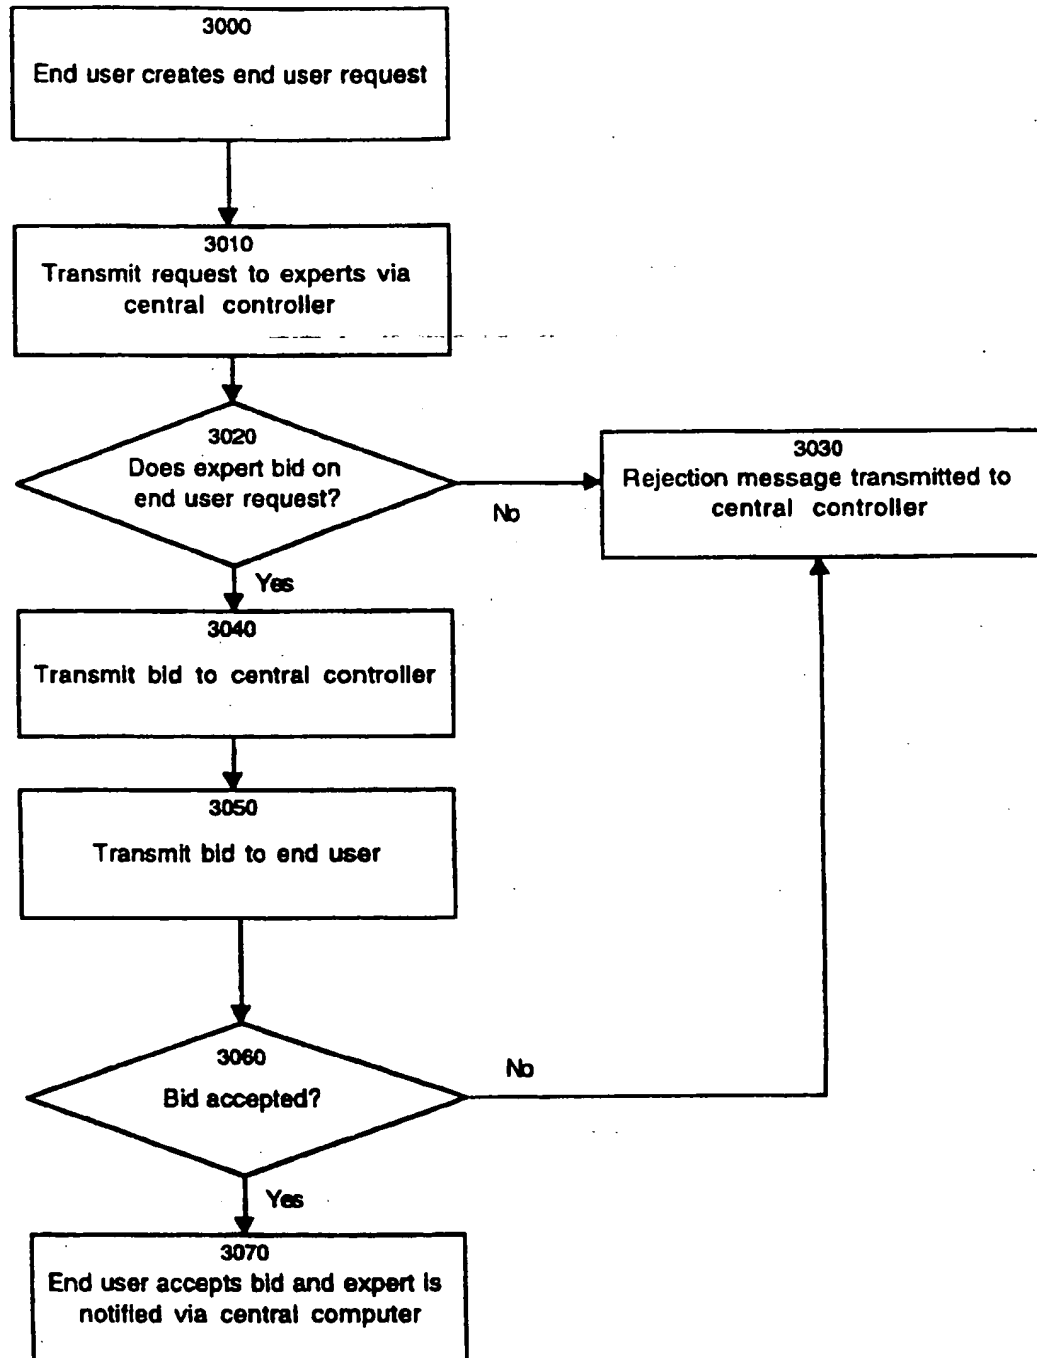 3000
End user creates end user request
3010
Transmit request to experts via
central controller
3020
Does expert bid on
end user request?
No
3030
Rejection message transmitted to
central controller
Yes
3040
Transmit bid to central controller
3050
Transmit bid to end user
3060
Bid accepted?
No
Yes
3070
End user accepts bid and expert is
notified via central computer